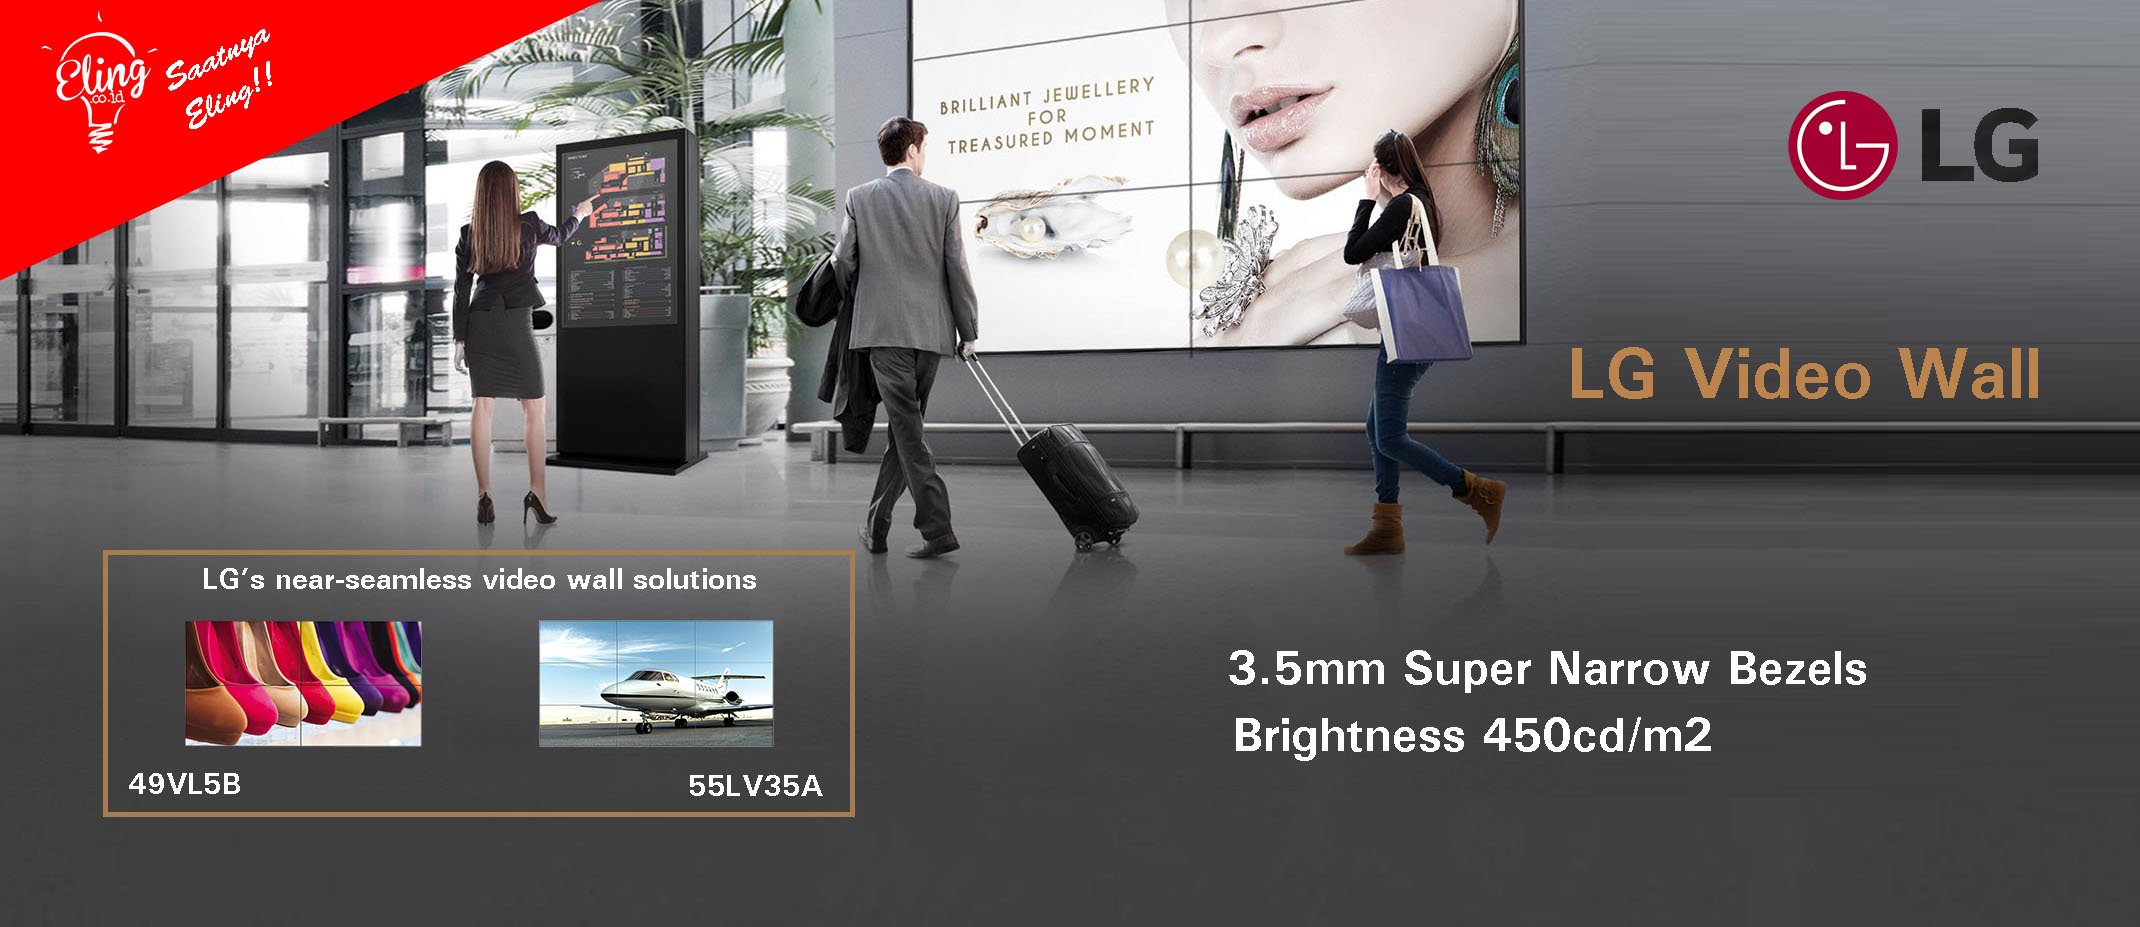 Eling
.co.id
Saatnya
Eling!!
BRILLIANT JEWELLERY
FOR
TREASURED MOMENT
LG
LG Video Wall
LG's near-seamless video wall solutions
49VL5B
55LV35A
3.5mm Super Narrow Bezels
Brightness 450cd/m2